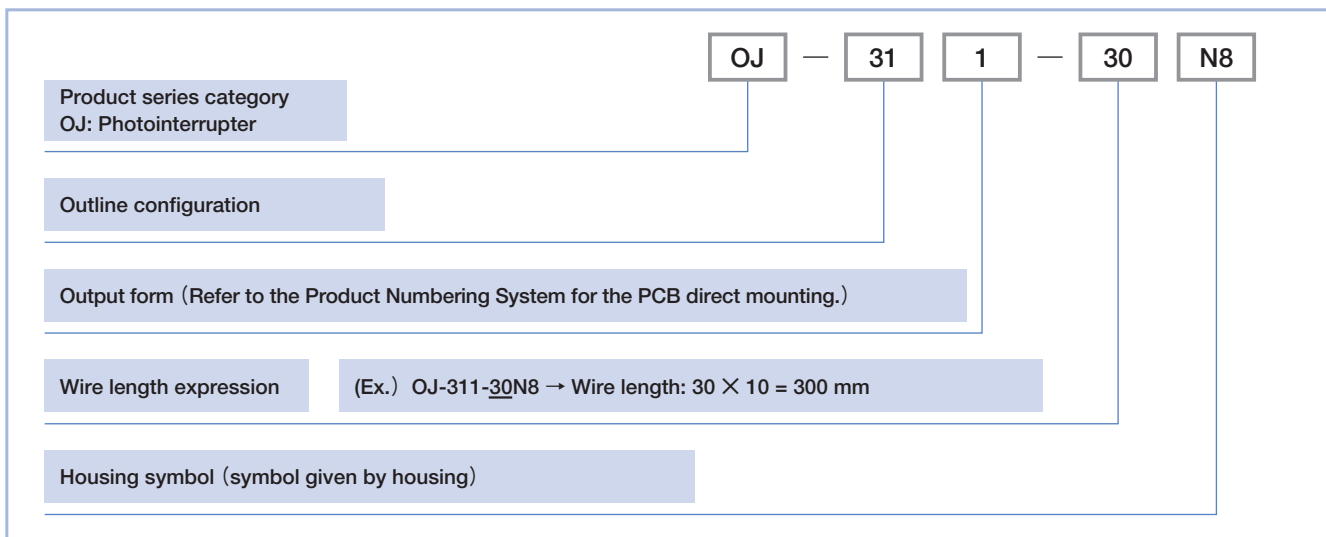 OJ — 31 1 — 30 N8
Product series category
OJ: Photointerrupter
Outline configuration
Output form (Refer to the Product Numbering System for the PCB direct mounting.)
Wire length expression
(Ex.) OJ-311-30N8 → Wire length: 30 × 10 = 300 mm
Housing symbol (symbol given by housing)